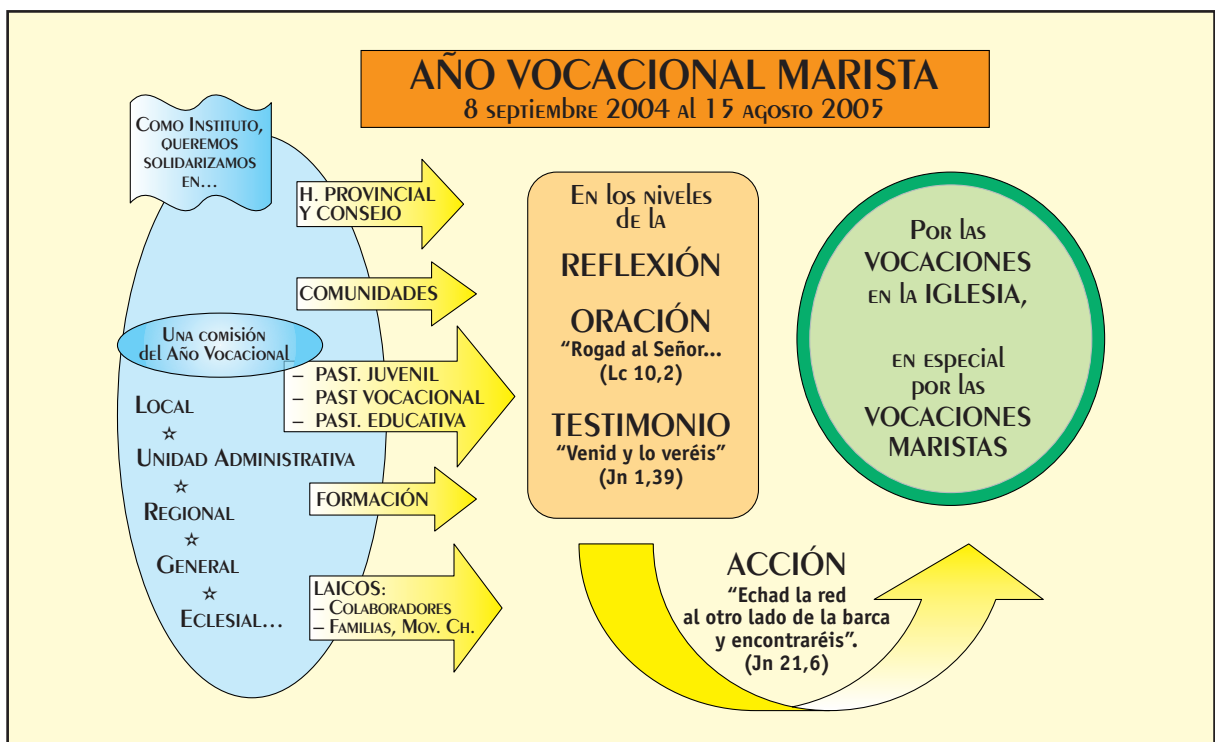 AÑO VOCACIONAL MARISTA
8 SEPTIEMBRE 2004 AL 15 AGOSTO 2005
COMO INSTITUTO,
QUEREMOS
SOLIDARIZAMOS
EN...
UNA COMISIÓN
DEL AÑO VOCACIONAL
LOCAL
☆
UNIDAD ADMINISTRATIVA
☆
REGIONAL
☆
GENERAL
☆
ECLESIAL...
H. PROVINCIAL
Y CONSEJO
COMUNIDADES
– PAST. JUVENIL
– PAST VOCACIONAL
– PAST. EDUCATIVA
FORMACIÓN
LAICOS:
– COLABORADORES
– FAMILIAS, MOV. CH.
EN LOS NIVELES
DE LA
REFLEXIÓN
ORACIÓN
“Rogad al Señor...
(Lc 10,2)
TESTIMONIO
“Venid y lo veréis”
(Jn 1,39)
ACCIÓN
“Echad la red
al otro lado de la barca
y encontraréis”.
(Jn 21,6)
POR LAS
VOCACIONES
EN LA IGLESIA,
EN ESPECIAL
POR LAS
VOCACIONES
MARISTAS